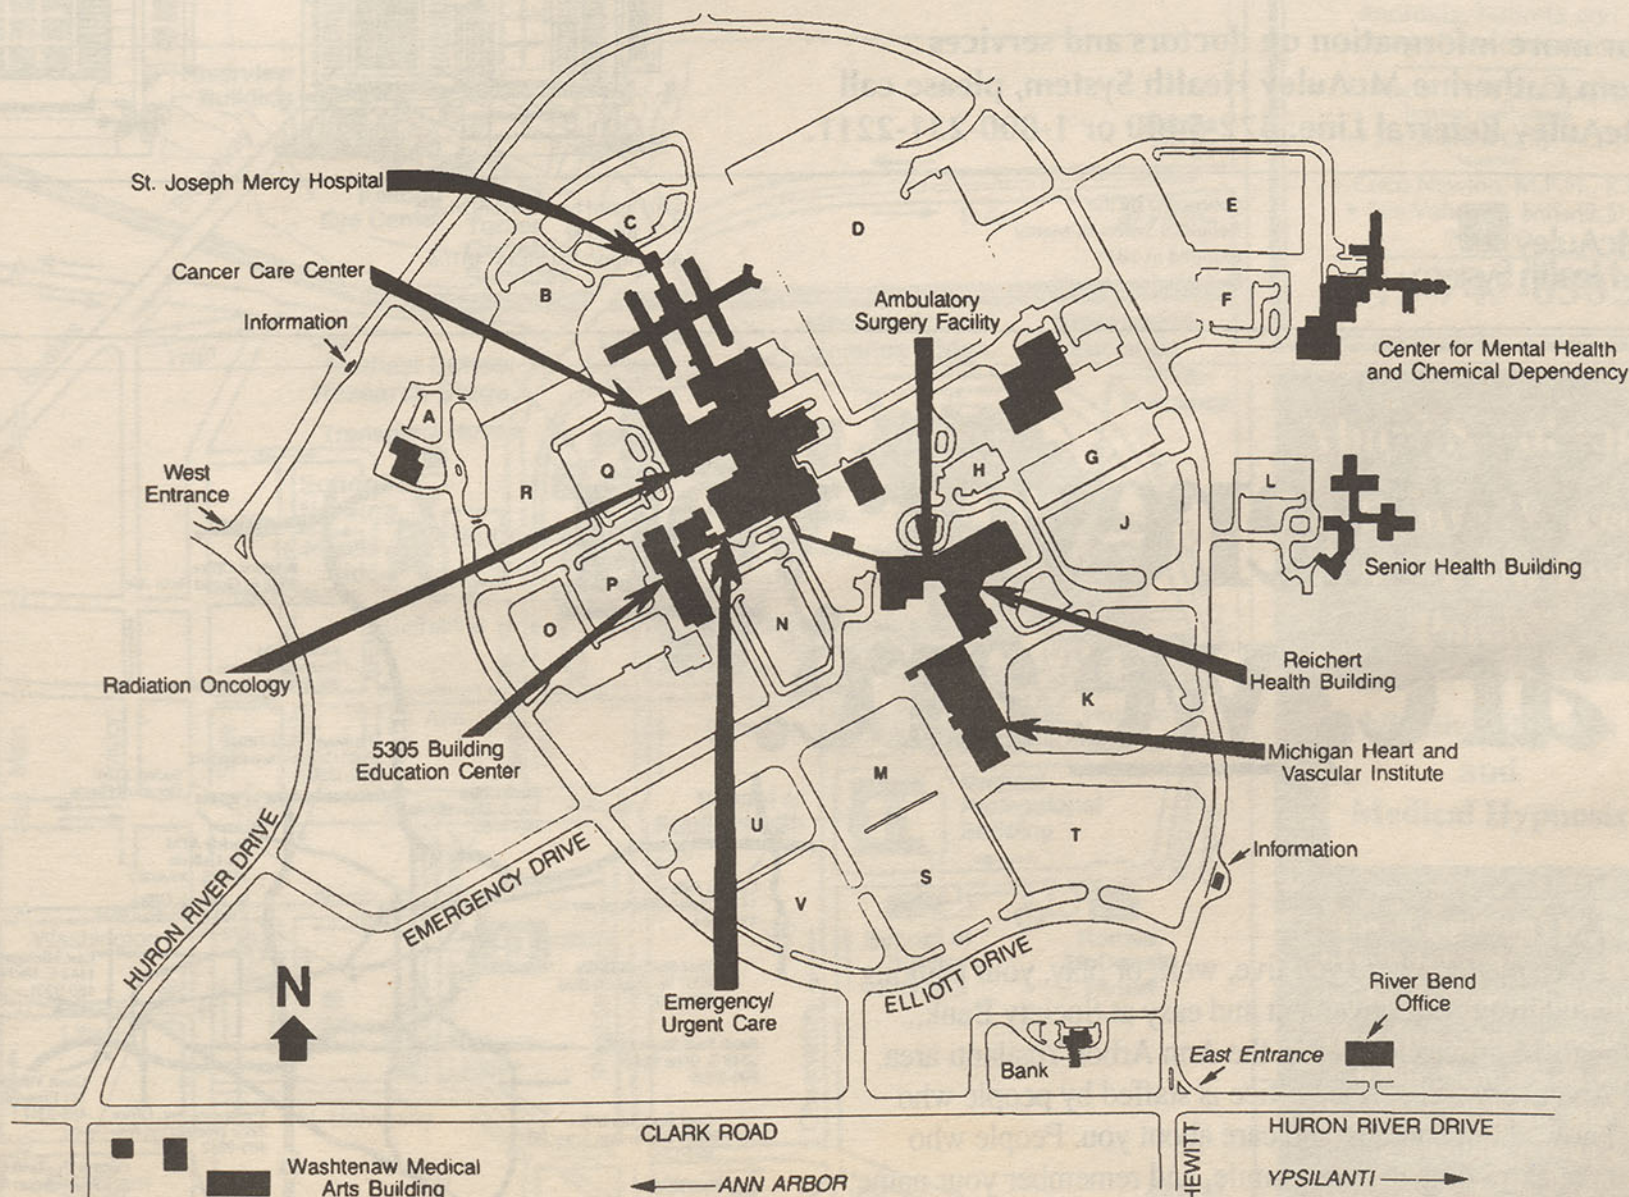 St. Joseph Mercy Hospital
Cancer Care Center
Information
West
Entrance
Radiation Oncology
5305 Building
Education Center
Ambulatory
Surgery Facility
Center for Mental Health
and Chemical Dependency
Senior Health Building
Reichert
Health Building
Michigan Heart and
Vascular Institute
Information
Emergency/
Urgent Care
River Bend
Office
East Entrance
Bank
A
B
C
D
E
F
G
H
J
K
L
M
N
O
P
Q
R
S
T
U
V
HURON RIVER DRIVE
EMERGENCY DRIVE
ELLIOTT DRIVE
N
CLARK ROAD
HURON RIVER DRIVE
HEWITT
Washtenaw Medical
Arts Building
ANN ARBOR
YPSILANTI